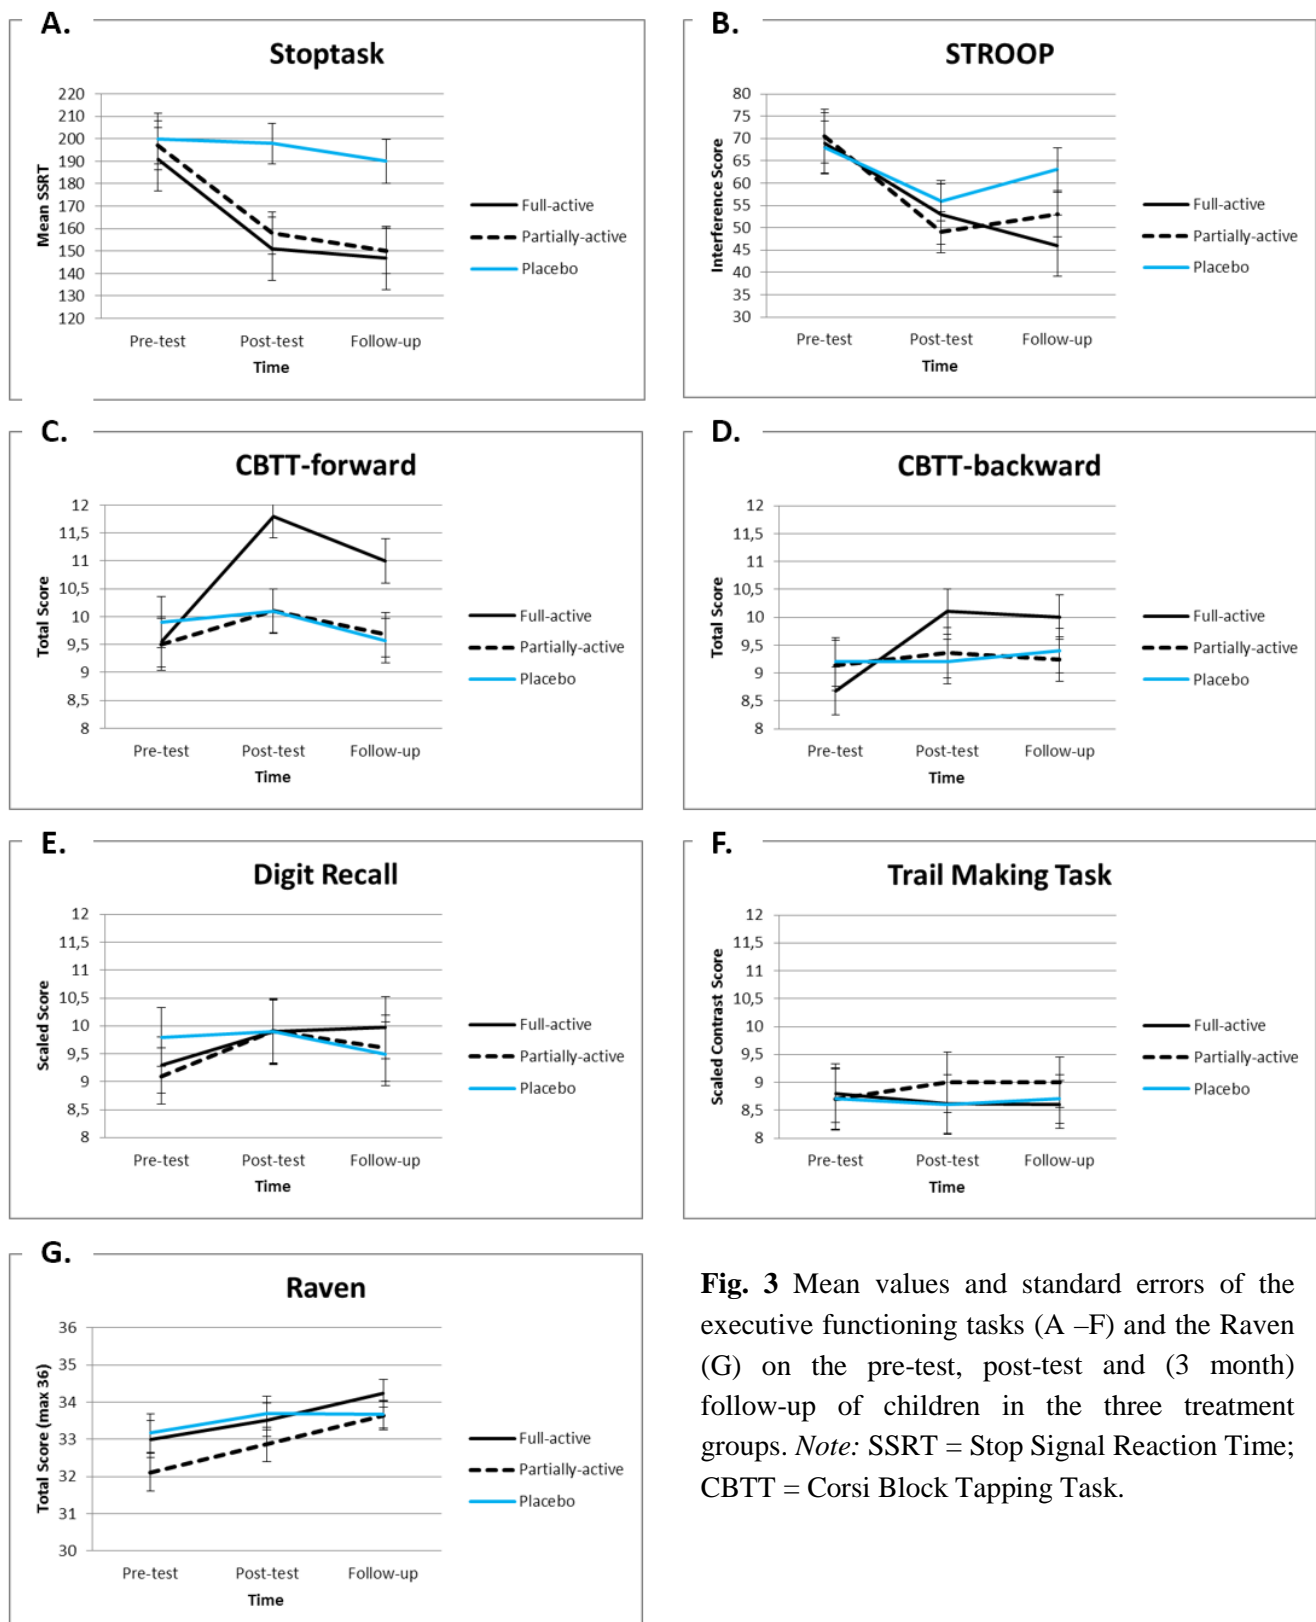 A.
Stoptask
220
210
200
190
180
170
160
150
140
130
120
Mean SSRT
Pre-test Post-test Follow-up
Time
Full-active
Partially-active
Placebo
B.
STROOP
80
75
70
65
60
55
50
45
40
35
30
Interference Score
Pre-test Post-test Follow-up
Time
Full-active
Partially-active
Placebo
C.
CBTT-forward
12
11,5
11
10,5
10
9,5
9
8,5
8
Total Score
Pre-test Post-test Follow-up
Time
Full-active
Partially-active
Placebo
D.
CBTT-backward
12
11,5
11
10,5
10
9,5
9
8,5
8
Total Score
Pre-test Post-test Follow-up
Time
Full-active
Partially-active
Placebo
E.
Digit Recall
12
11,5
11
10,5
10
9,5
9
8,5
8
Scaled Score
Pre-test Post-test Follow-up
Time
Full-active
Partially-active
Placebo
F.
Trail Making Task
12
11,5
11
10,5
10
9,5
9
8,5
8
Scaled Contrast Score
Pre-test Post-test Follow-up
Time
Full-active
Partially-active
Placebo
G.
Raven
36
35
34
33
32
31
30
Total Score (max 36)
Pre-test Post-test Follow-up
Time
Full-active
Partially-active
Placebo
Fig. 3 Mean values and standard errors of the
executive functioning tasks (A –F) and the Raven
(G) on the pre-test, post-test and (3 month)
follow-up of children in the three treatment
groups. Note: SSRT = Stop Signal Reaction Time;
CBTT = Corsi Block Tapping Task.